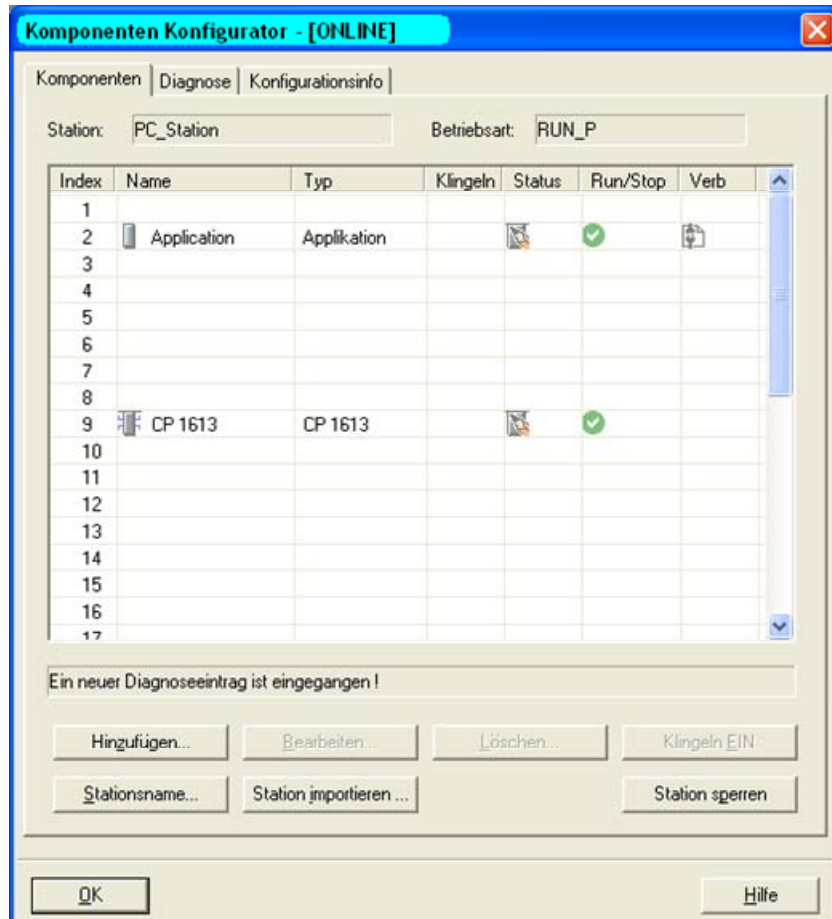 Komponenten Konfigurator - [ONLINE]
Komponenten Diagnose Konfigurationsinfo
Station: PC_Station Betriebsart: RUN_P
Index Name Typ Klingeln Status Run/Stop Verb
1
2 Application Applikation
3
4
5
6
7
8
9 CP 1613 CP 1613
10
11
12
13
14
15
16
17
Ein neuer Diagnoseeintrag ist eingegangen !
Hinzufügen... Bearbeiten... Löschen... Klingeln EIN
Stationsname... Station importieren ... Station sperren
OK Hilfe